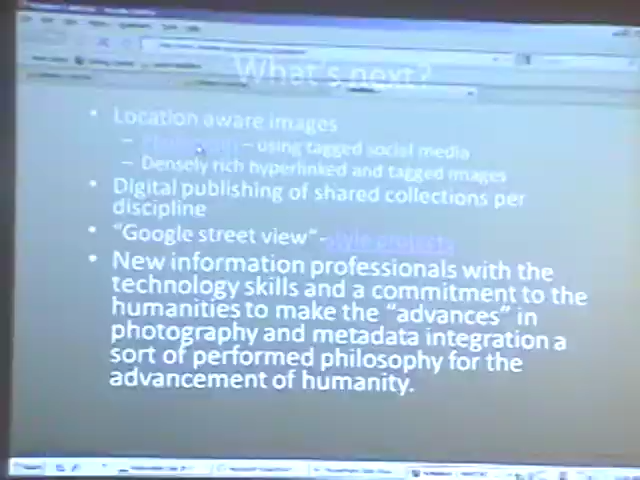 What's next?
• Location aware images
– using tagged social media
– Densely rich hyperlinked and tagged images
• Digital publishing of shared collections per
discipline
• "Google street view"-style projects
• New information professionals with the
technology skills and a commitment to the
humanities to make the "advances" in
photography and metadata integration a
sort of performed philosophy for the
advancement of humanity.